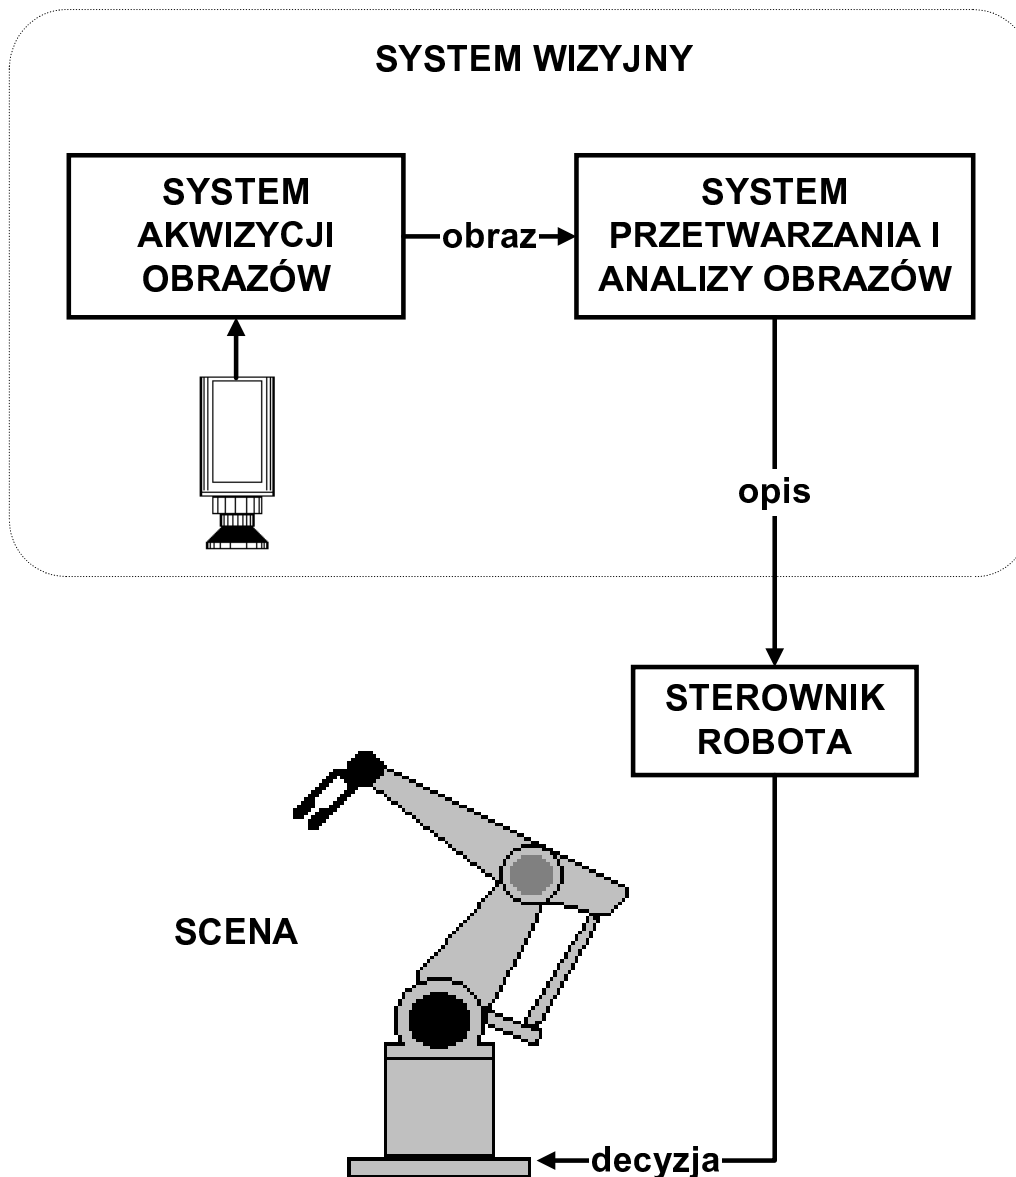 SYSTEM WIZYJNY
SYSTEM
AKWIZYCJI
OBRAZÓW
obraz
SYSTEM
PRZETWARZANIA I
ANALIZY OBRAZÓW
opis
STEROWNIK
ROBOTA
SCENA
decyzja